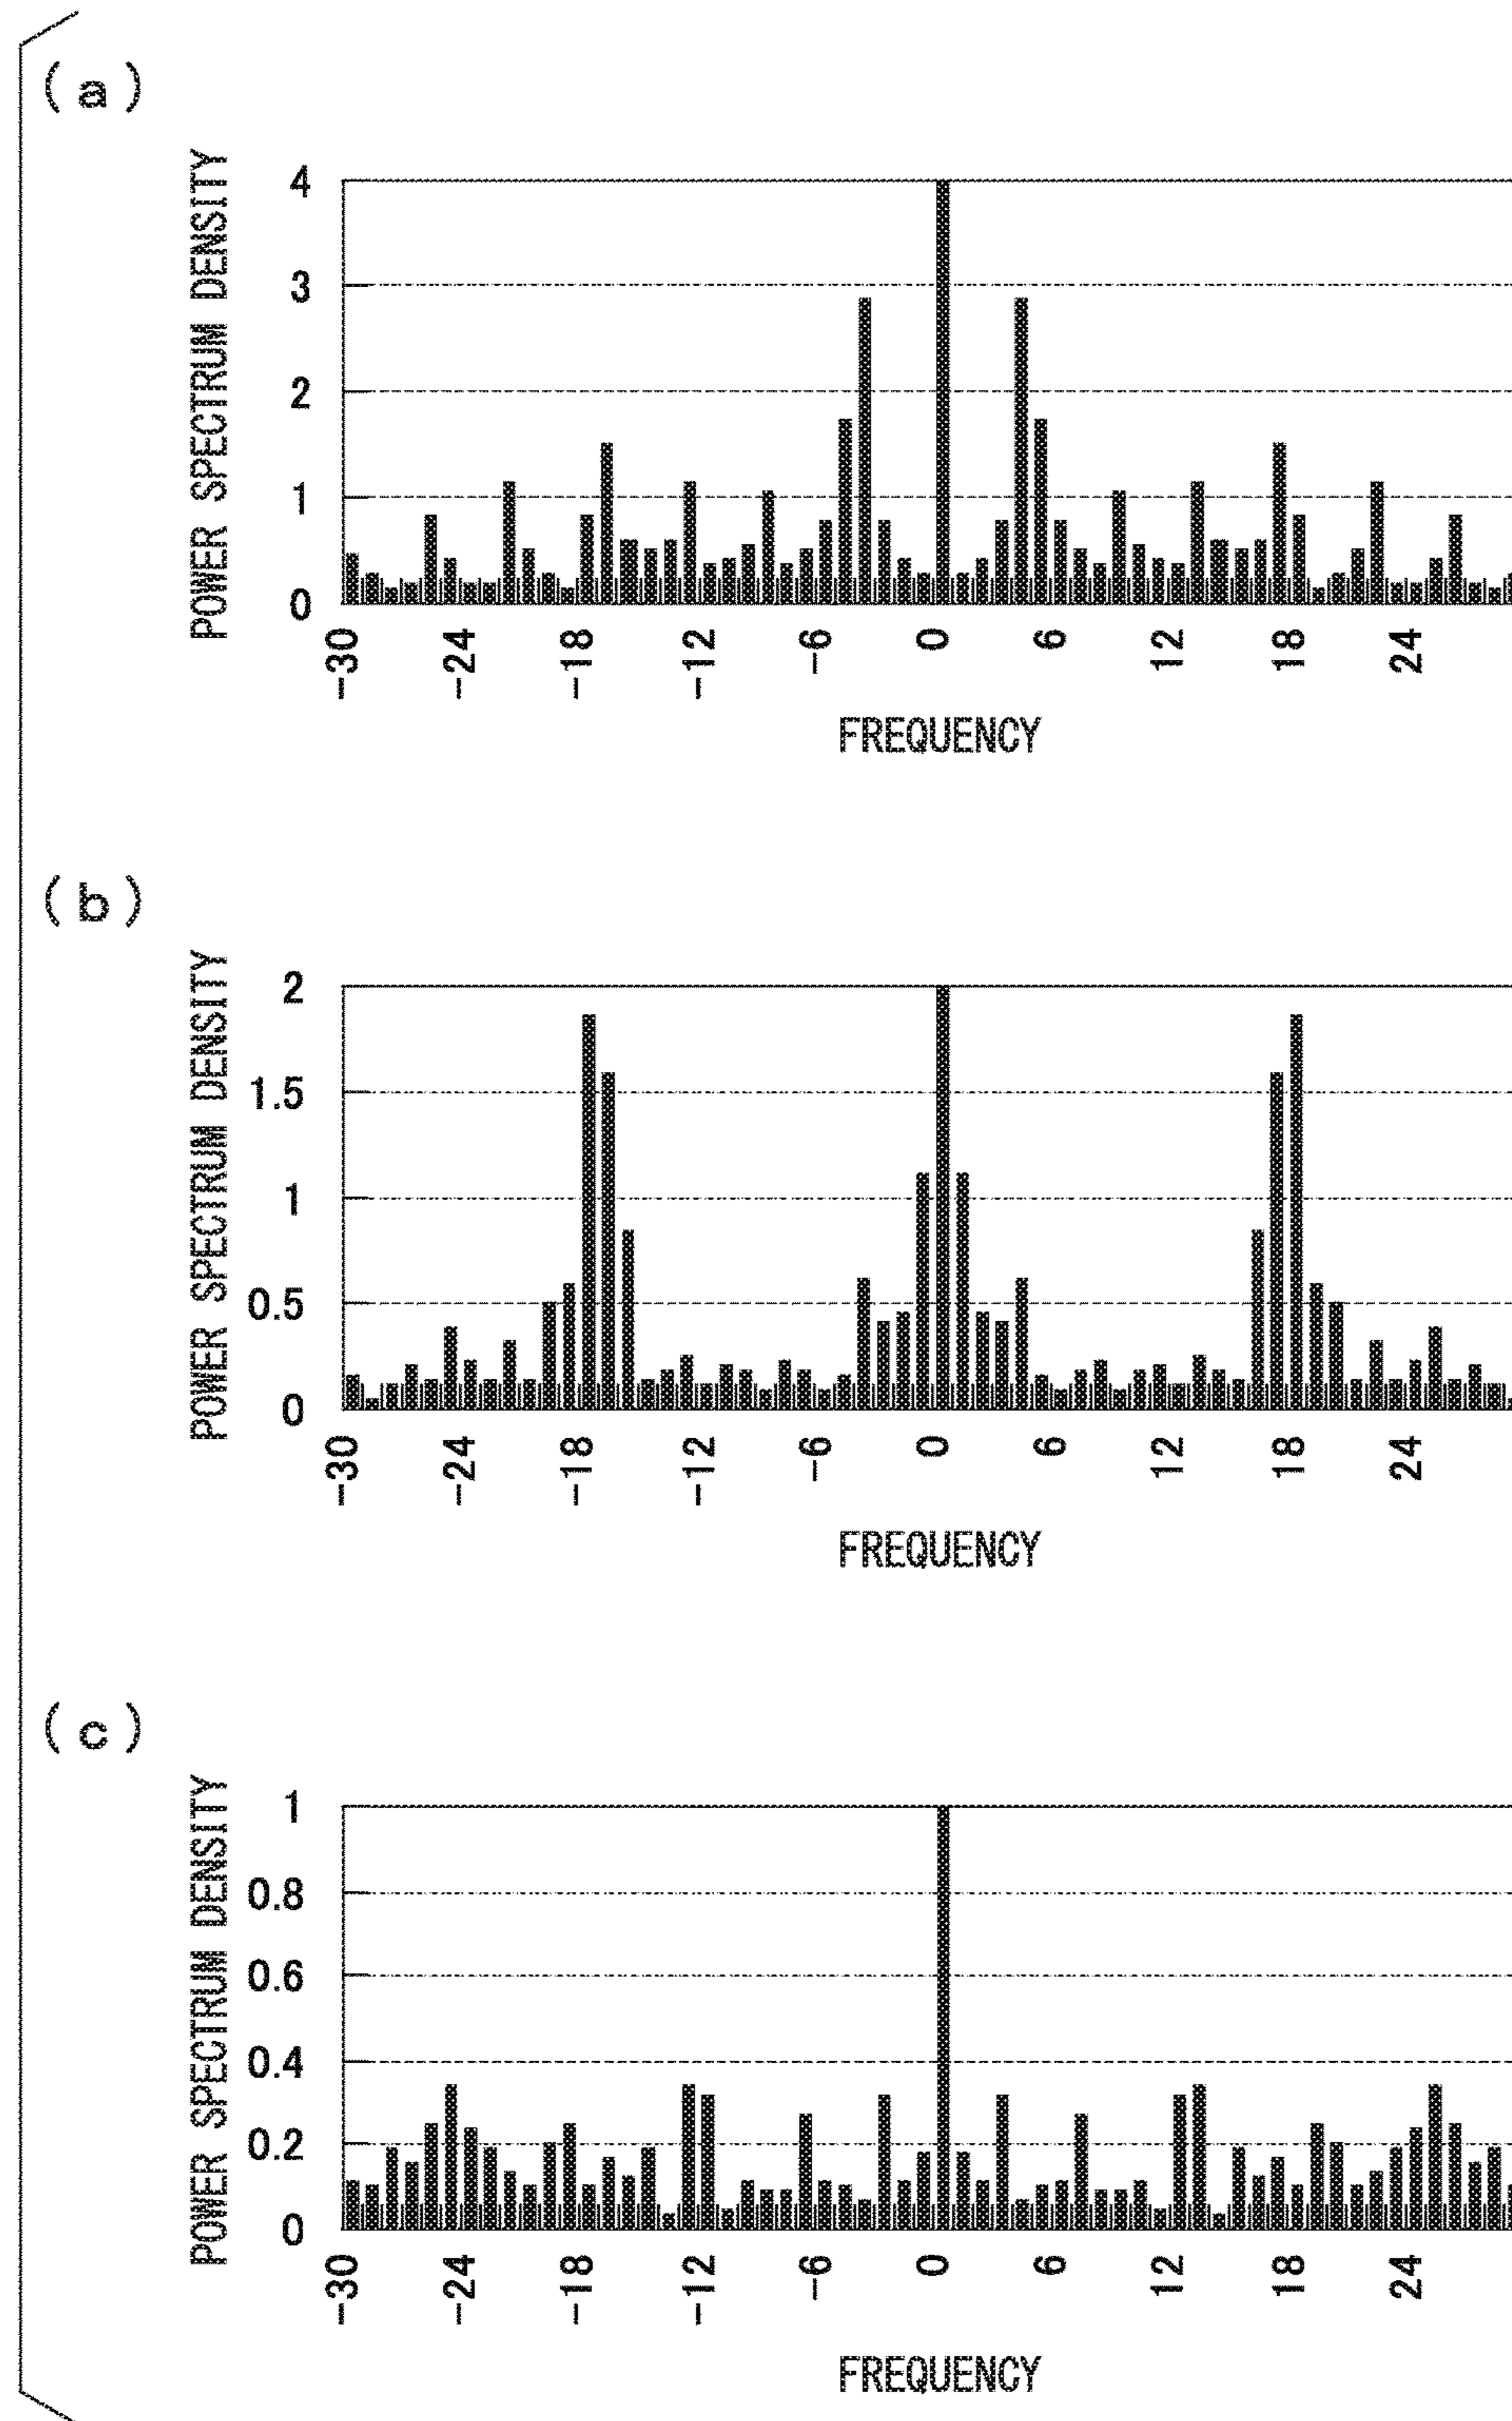 (a)
POWER SPECTRUM DENSITY
4
3
2
1
0
-30 -24 -18 -12 -6 0 6 12 18 24
FREQUENCY
(b)
POWER SPECTRUM DENSITY
2
1.5
1
0.5
0
-30 -24 -18 -12 -6 0 6 12 18 24
FREQUENCY
(c)
POWER SPECTRUM DENSITY
1
0.8
0.6
0.4
0.2
0
-30 -24 -18 -12 -6 0 6 12 18 24
FREQUENCY